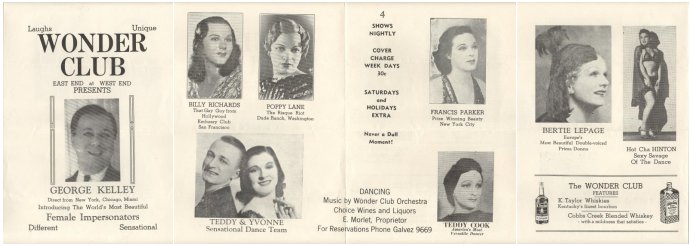 Laughs Unique
WONDER
CLUB
EAST END at WEST END
PRESENTS
GEORGE KELLEY
Direct from New York, Chicago, Miami
Introducing The World's Most Beautiful
Female Impersonators
Different Sensational
BILLY RICHARDS
That Gay Guy from
Hollywood
Embassy Club
San Francisco
POPPY LANE
The Risque Riot
Dude Ranch, Washington
TEDDY & YVONNE
Sensational Dance Team
4
SHOWS
NIGHTLY
COVER
CHARGE
WEEK DAYS
30c
SATURDAYS
and
HOLIDAYS
EXTRA
Never a Dull
Moment!
FRANCIS PARKER
Prize Winning Beauty
New York City
DANCING
Music by Wonder Club Orchestra
Choice Wines and Liquors
E. Morlet, Proprietor
For Reservations Phone Galvez 9669
TEDDY COOK
America's Most
Versatile Dancer
BERTIE LEPAGE
Europe's
Most Beautiful Double-voiced
Prima Donna
Hot Cha HINTON
Sexy Savage
Of The Dance
The WONDER CLUB
FEATURES
K. Taylor Whiskies
Kentucky's finest bourbon
Cobbs Creek Blended Whiskey
with a mildness that satisfies